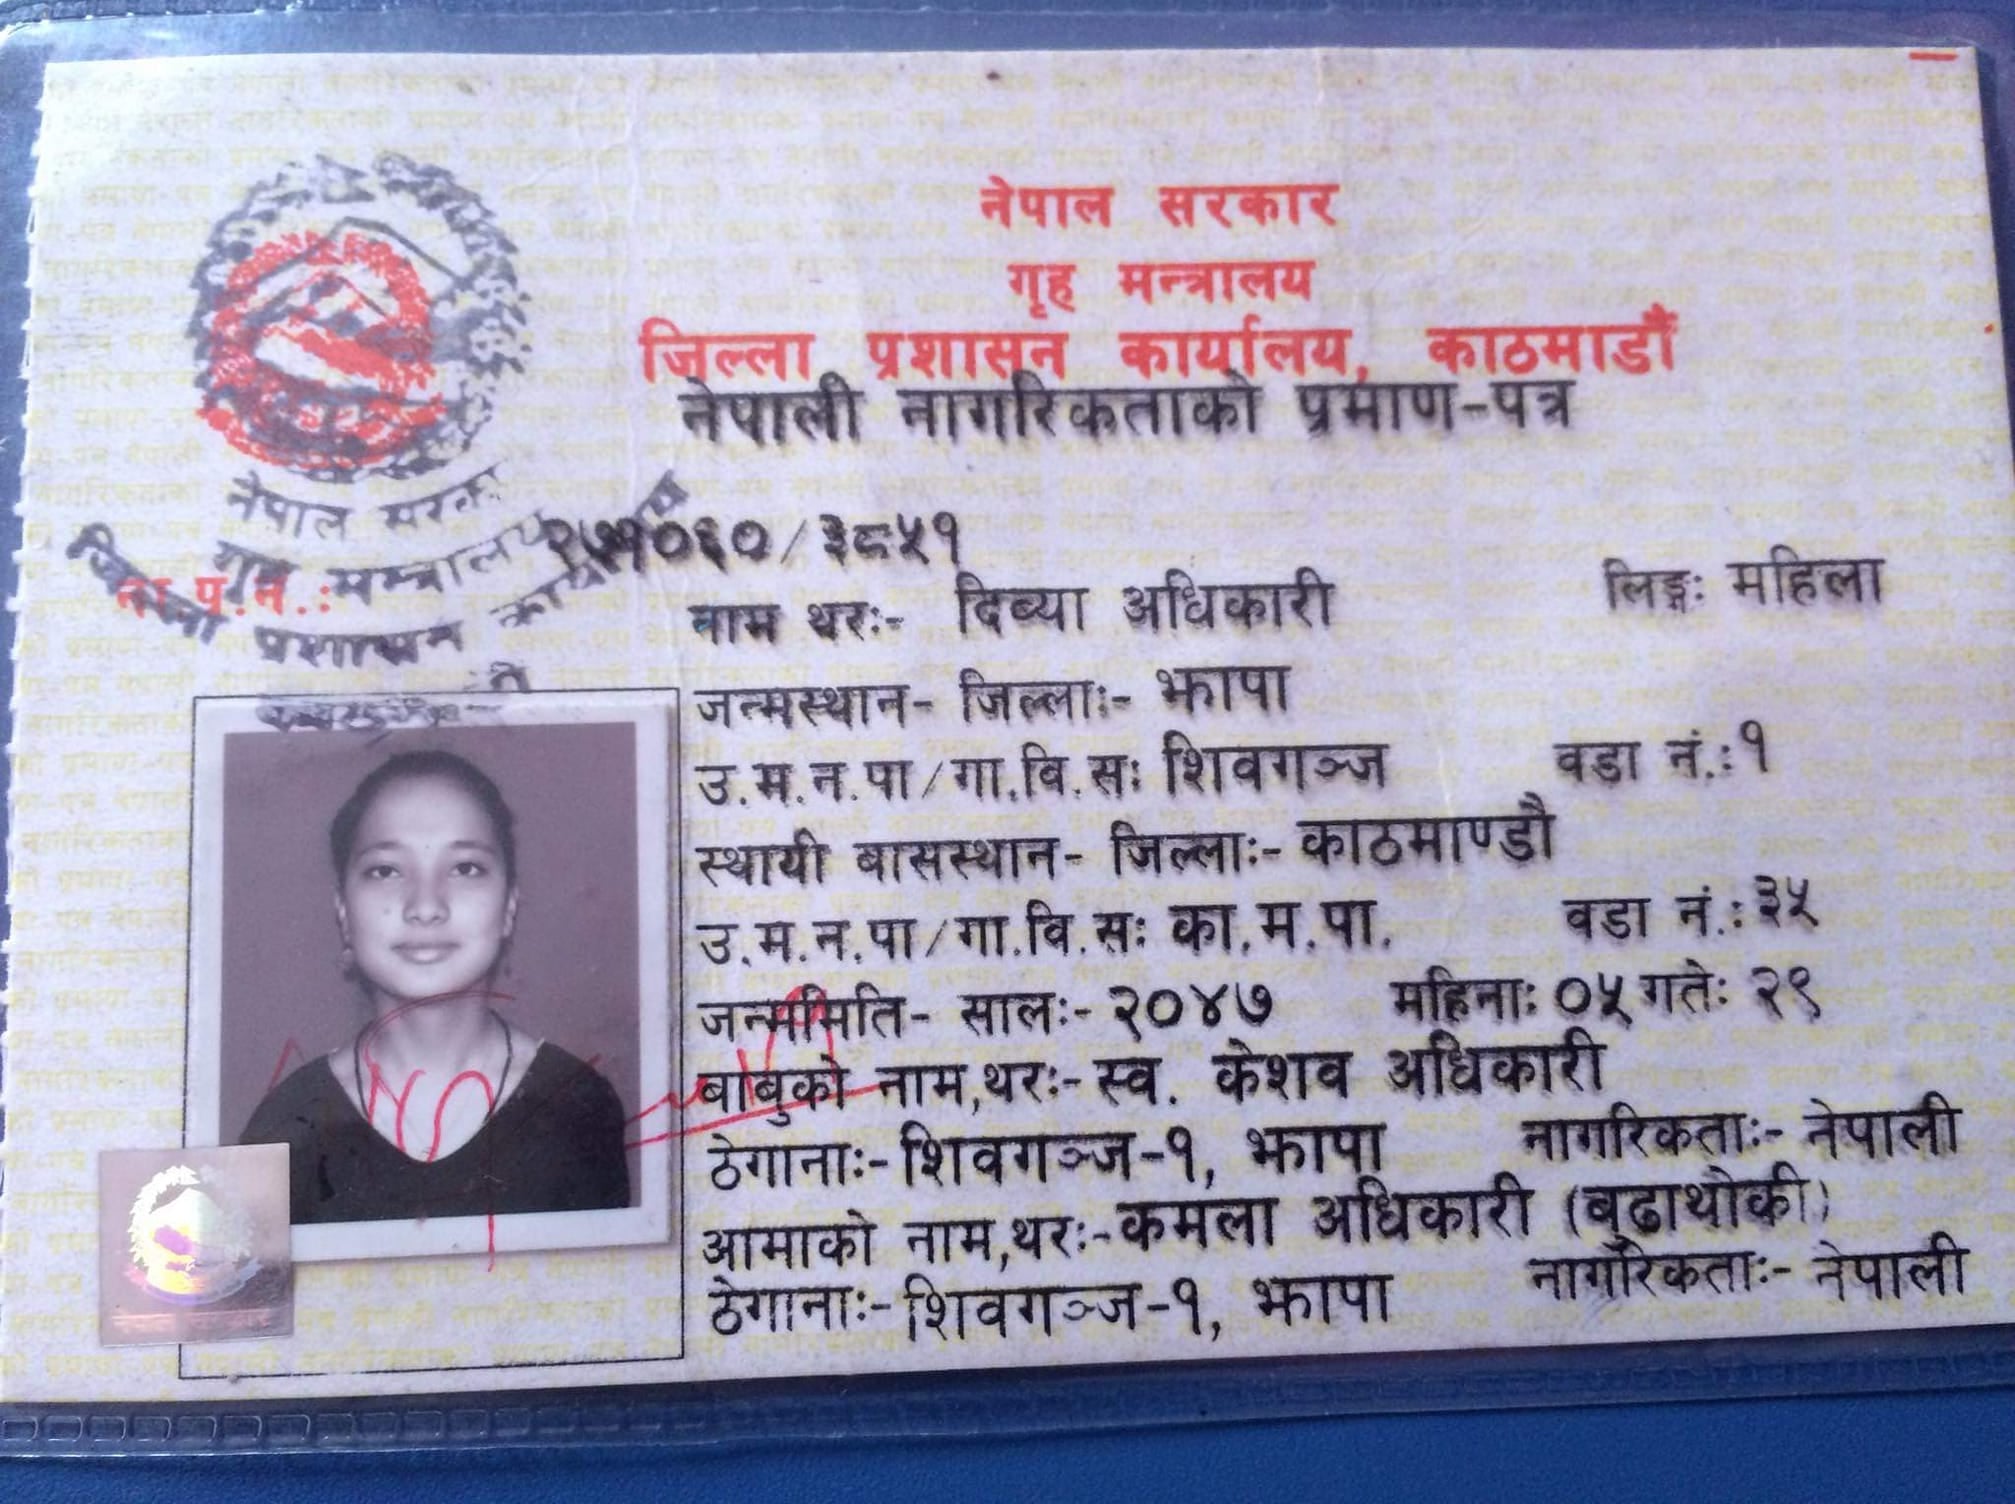 नेपाल सरकार
गृह मन्त्रालय
जिल्ला प्रशासन कार्यालय, काठमाडौं
नेपाली नागरिकताको प्रमाण-पत्र
नेपाल सरकार
गृह मन्त्रालय
जिल्ला प्रशासन कार्यालय
ना.प्र.नं.: २७१०६०/३८५१
नाम थरः- दिव्या अधिकारी लिङ्गः महिला
जन्मस्थान- जिल्लाः- झापा
उ.म.न.पा/गा.वि.सः शिवगञ्ज वडा नं.: १
स्थायी बासस्थान- जिल्लाः- काठमाण्डौ
उ.म.न.पा/गा.वि.सः का.म.पा. वडा नं.: ३५
जन्ममिति- सालः- २०४७ महिनाः ०५ गतेः २९
बाबुको नाम,थरः- स्व. केशव अधिकारी
ठेगानाः- शिवगञ्ज-१, झापा नागरिकताः- नेपाली
आमाको नाम,थरः- कमला अधिकारी (बुढाथौकी)
ठेगानाः- शिवगञ्ज-१, झापा नागरिकताः- नेपाली